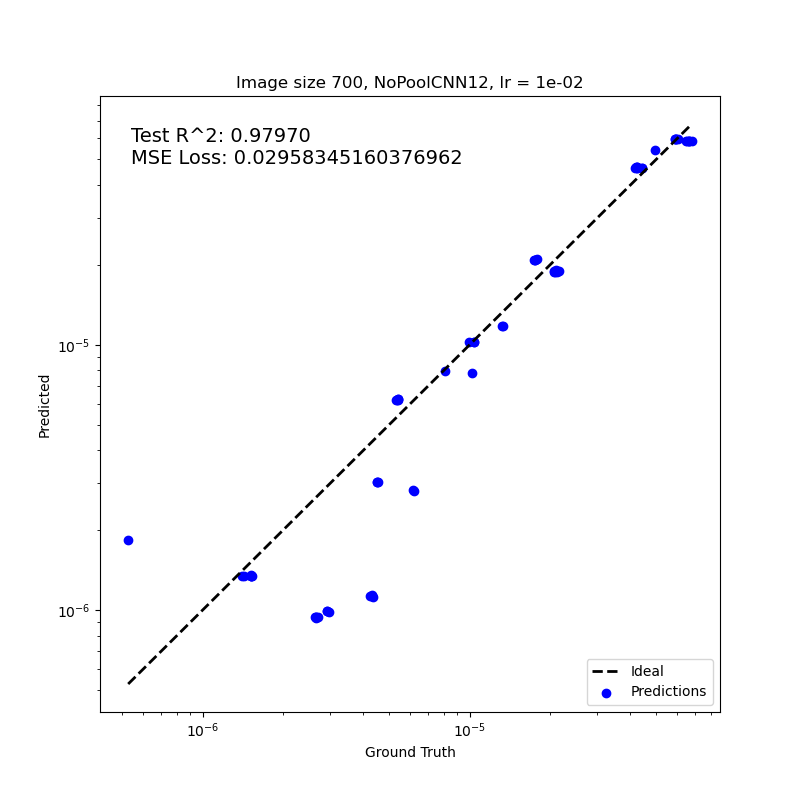 Image size 700, NoPoolCNN12, lr = 1e-02
Test R^2: 0.97970
MSE Loss: 0.02958345160376962
10⁻⁵
10⁻⁶
Predicted
10⁻⁶ 10⁻⁵
Ground Truth
Ideal
Predictions